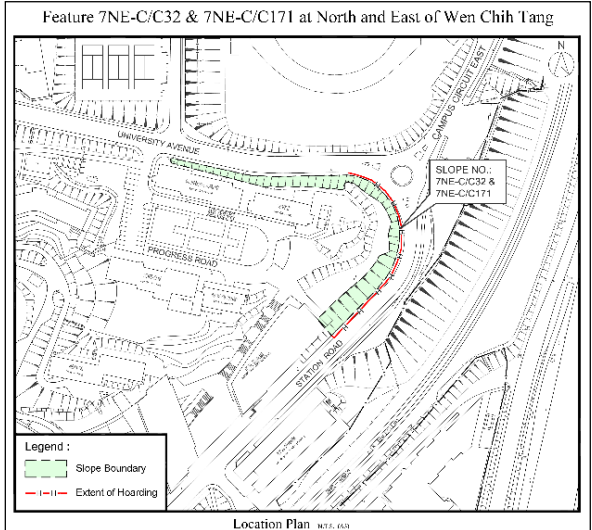 Feature 7NE-C/C32 & 7NE-C/C171 at North and East of Wen Chih Tang
N
CAMPUS CIRCUIT EAST
UNIVERSITY AVENUE
SLOPE NO.:
7NE-C/C32 &
7NE-C/C171
PROGRESS ROAD
STATION ROAD
Legend :
Slope Boundary
Extent of Hoarding
Location Plan